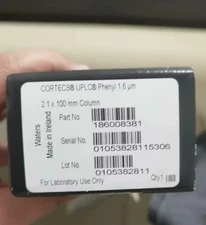 CORTECS® UPLC® Phenyl 1.6 µm
2.1 x 100 mm Column
Part No.
186008381
Waters
Made in Ireland
Serial No.
01053828115306
Lot No.
0105382811
For Laboratory Use Only
Qty 1